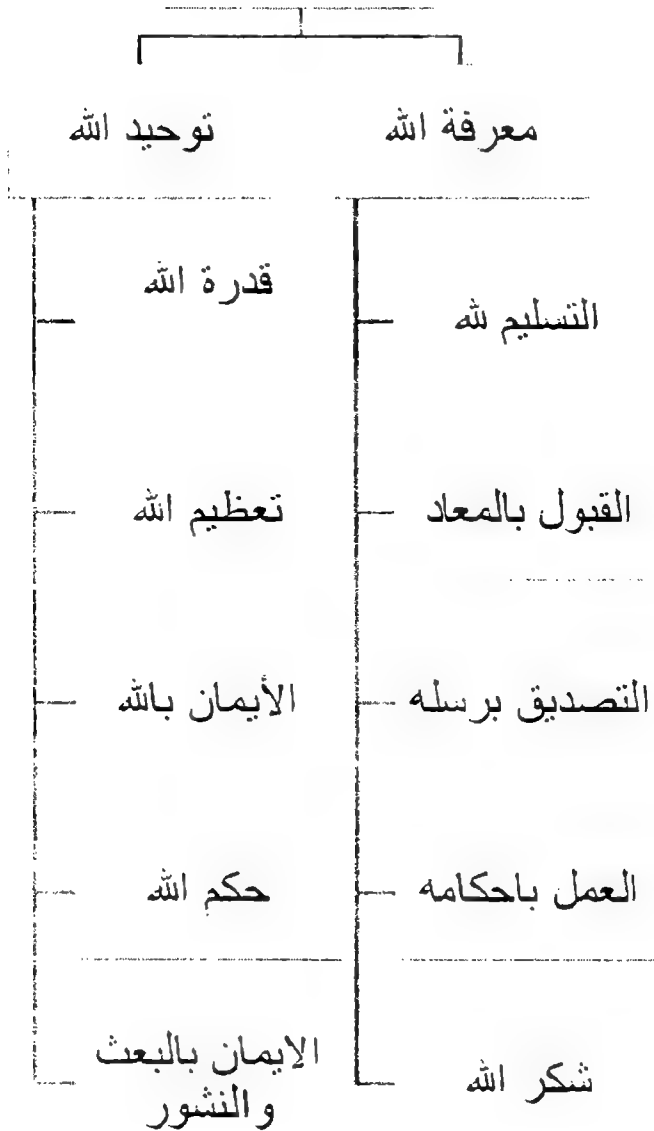 معرفة الله
توحيد الله
التسليم لله
القبول بالمعاد
التصديق برسله
العمل باحكامه
شكر الله
قدرة الله
تعظيم الله
الأيمان بالله
حكم الله
الايمان بالبعث
والنشور